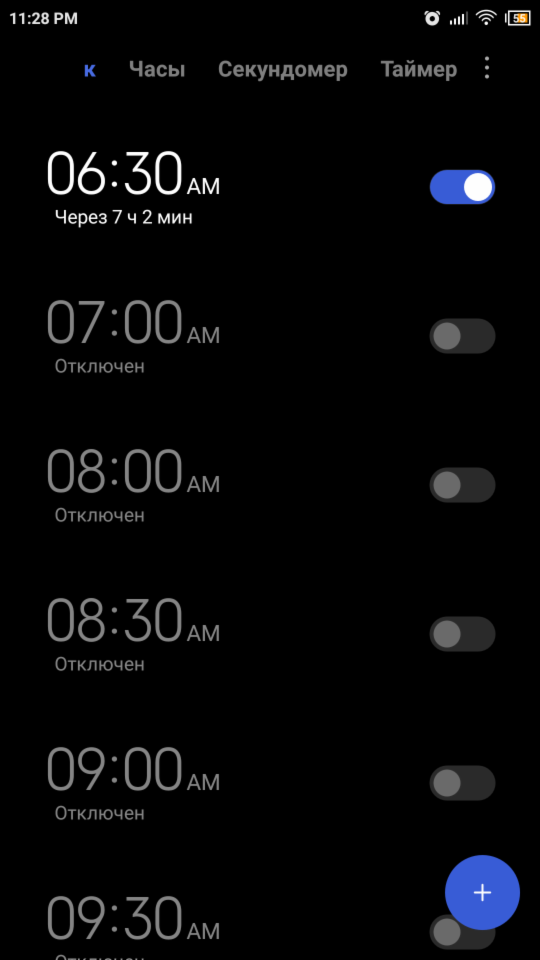 11:28 PM 55
к Часы Секундомер Таймер
06:30 AM
Через 7 ч 2 мин
07:00 AM
Отключен
08:00 AM
Отключен
08:30 AM
Отключен
09:00 AM
Отключен
+
09:30 AM
Отключен